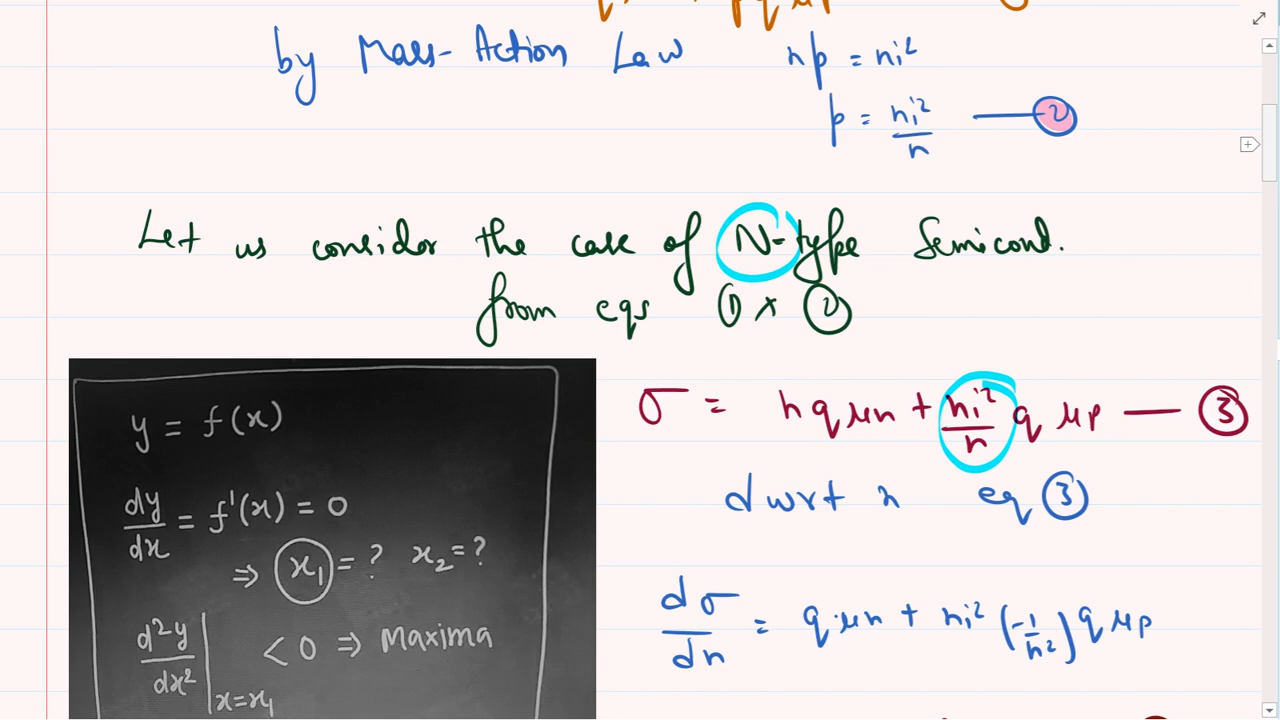 by Mass-Action Law np = ni²
p = ni²/n — ②
Let us consider the case of N-type Semicond.
from eqs ① & ②
y = f(x)
dy/dx = f'(x) = 0
⇒ x₁ = ? x₂ = ?
d²y/dx² |x=x₁ < 0 ⇒ Maxima
σ = nqμn + ni²/n qμp — ③
d wrt n eq ③
dσ/dn = qμn + ni² (-1/n²) qμp